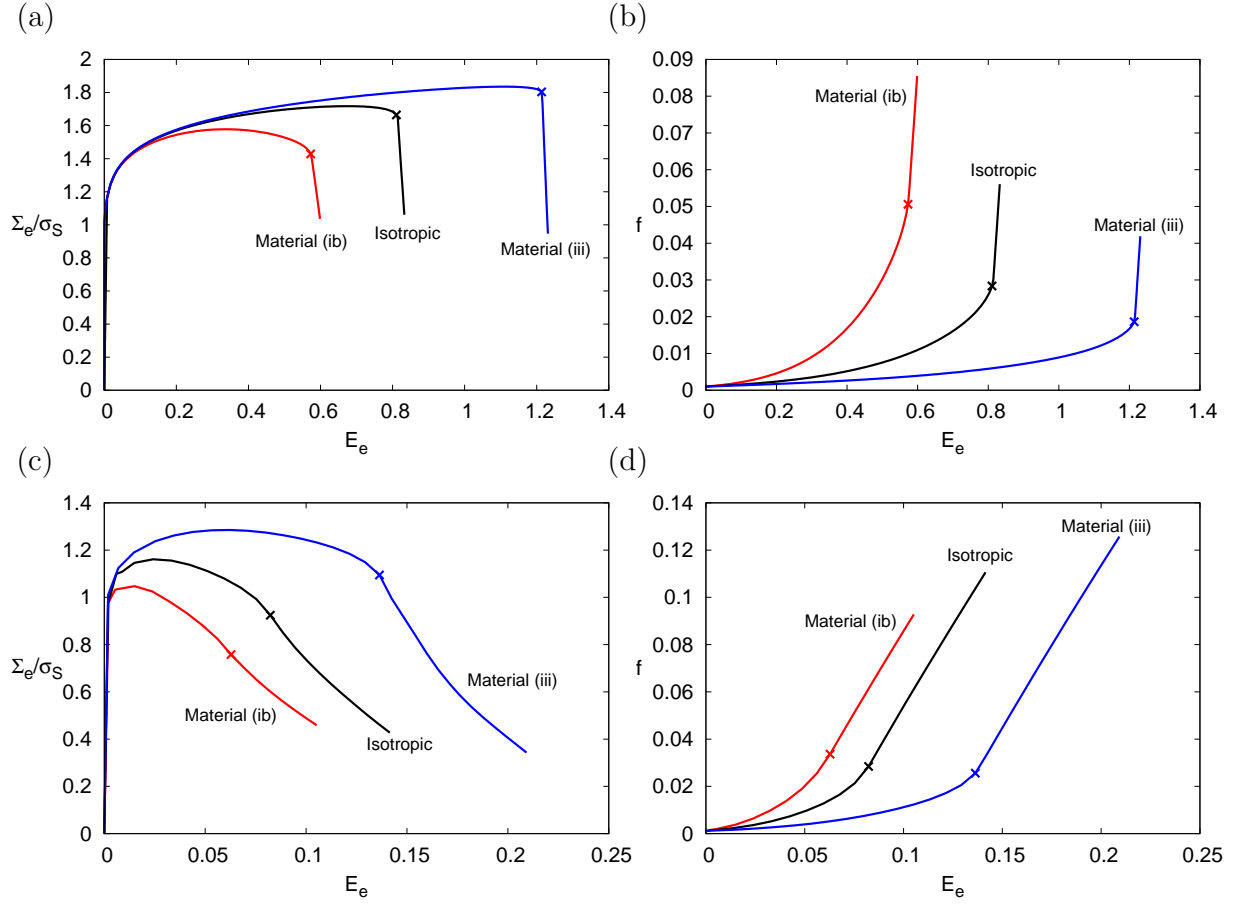 (a)
2
1.8
1.6
1.4
1.2
1
0.8
0.6
0.4
0.2
0
Σe/σS
Material (ib)
Isotropic
Material (iii)
0 0.2 0.4 0.6 0.8 1 1.2 1.4
Ee
(b)
0.09
0.08
0.07
0.06
0.05
0.04
0.03
0.02
0.01
0
f
Material (ib)
Isotropic
Material (iii)
0 0.2 0.4 0.6 0.8 1 1.2 1.4
Ee
(c)
1.4
1.2
1
0.8
0.6
0.4
0.2
0
Σe/σS
Material (ib)
Isotropic
Material (iii)
0 0.05 0.1 0.15 0.2 0.25
Ee
(d)
0.14
0.12
0.1
0.08
0.06
0.04
0.02
0
f
Material (iii)
Isotropic
Material (ib)
0 0.05 0.1 0.15 0.2 0.25
Ee